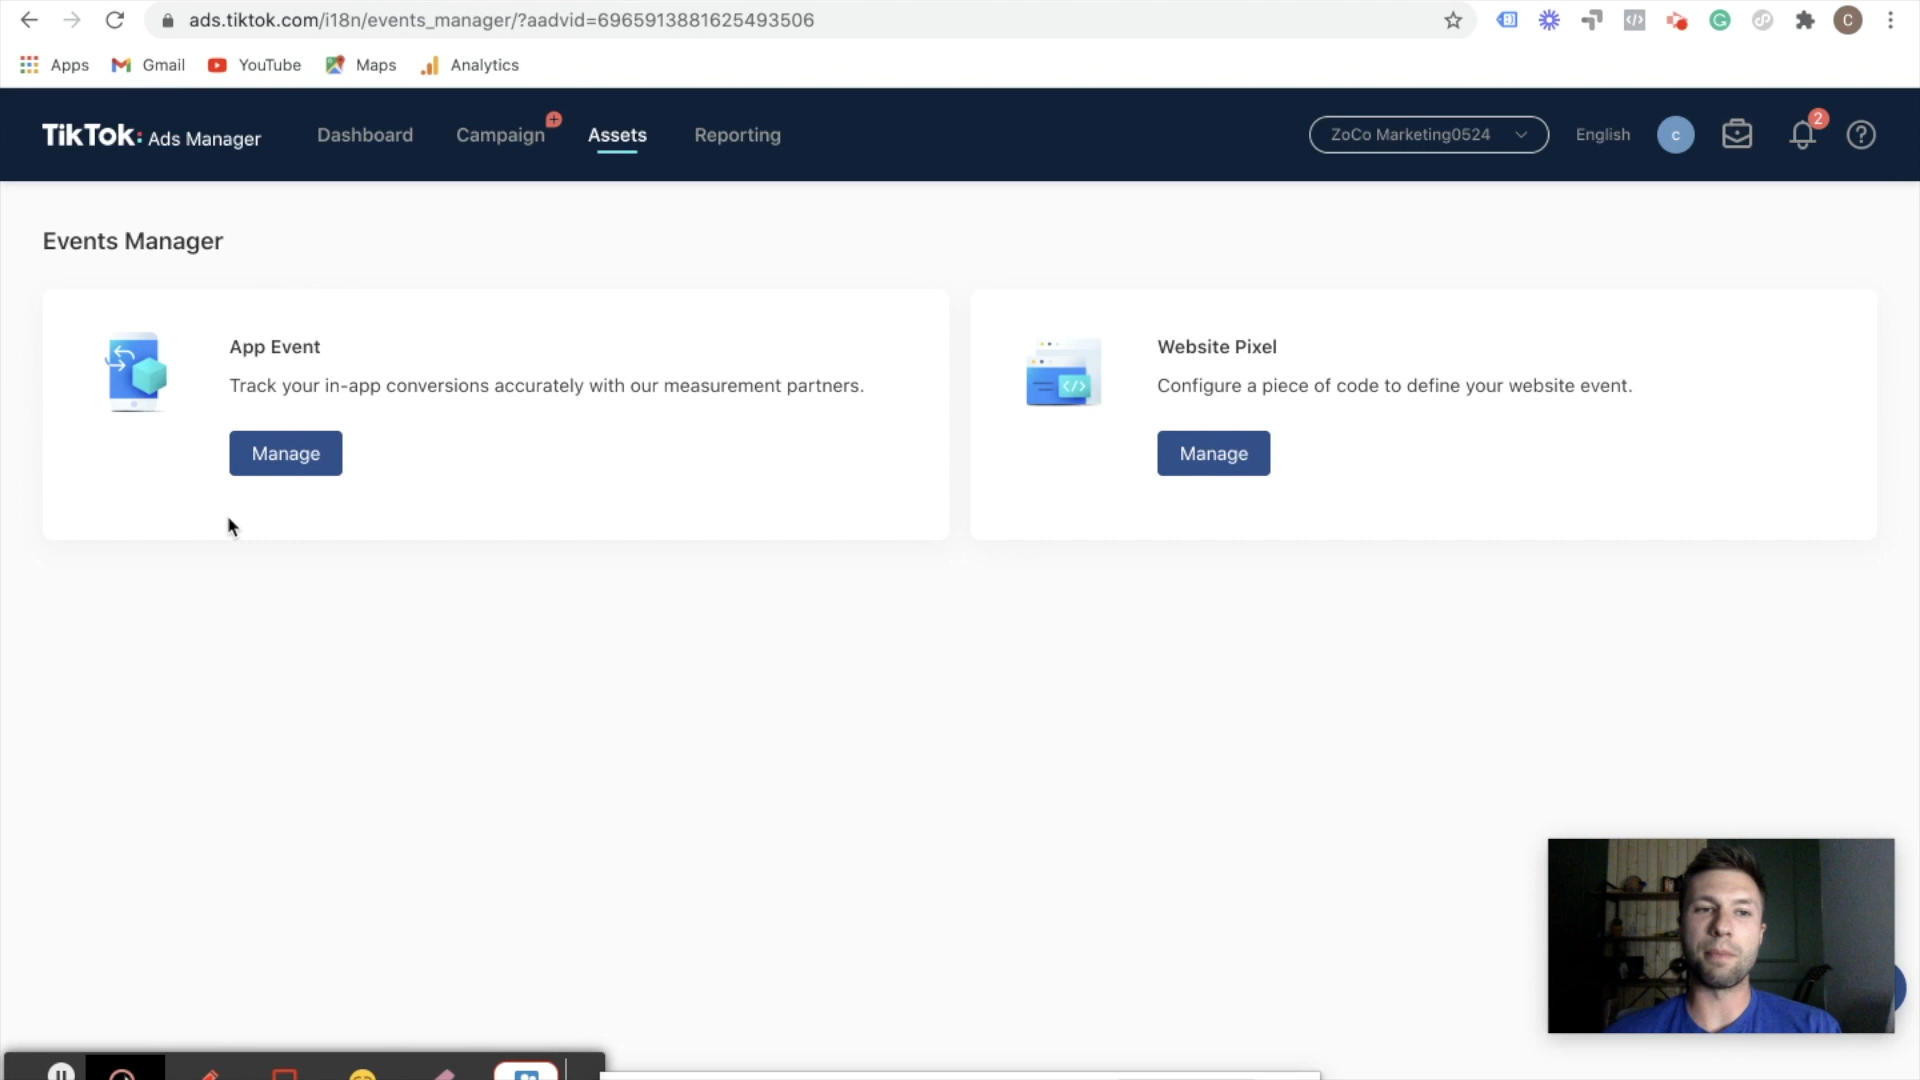 ads.tiktok.com/i18n/events_manager/?aadvid=6965913881625493506
C
Apps Gmail YouTube Maps Analytics
TikTok: Ads Manager Dashboard Campaign Assets Reporting ZoCo Marketing0524 English c 2
Events Manager
App Event
Track your in-app conversions accurately with our measurement partners.
Manage
Website Pixel
Configure a piece of code to define your website event.
Manage